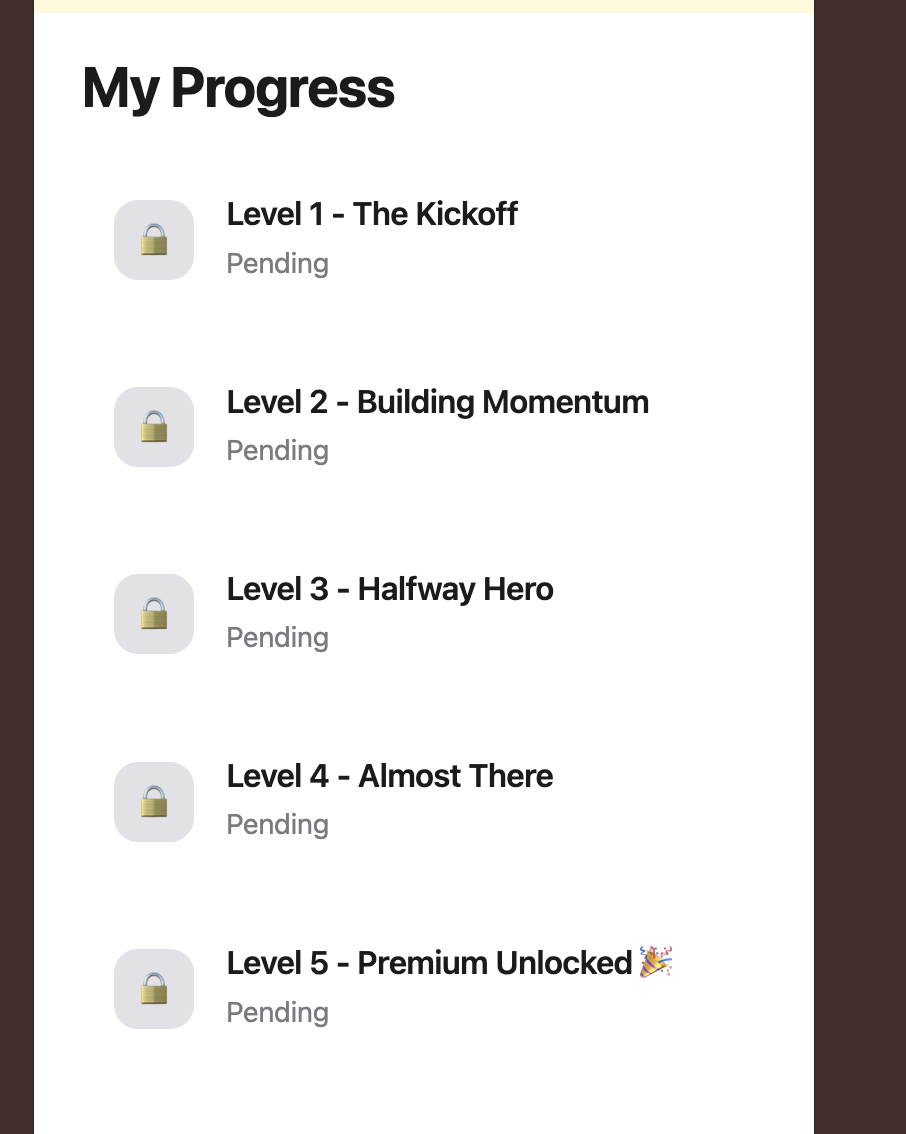 My Progress
Level 1 - The Kickoff
Pending
Level 2 - Building Momentum
Pending
Level 3 - Halfway Hero
Pending
Level 4 - Almost There
Pending
Level 5 - Premium Unlocked 🎉
Pending